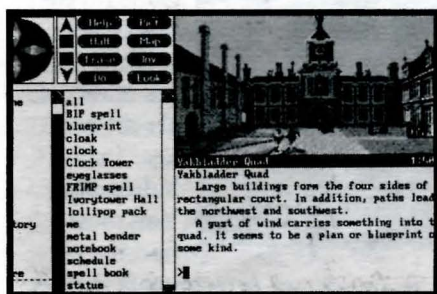 Help Pict
Half Map
Erase Inv
Do Look
Yakbladder Quad
all
BIP spell
blueprint
cloak
clock
Clock Tower
eyeglasses
FRIMP spell
Ivorytower Hall
lollipop pack
me
metal bender
notebook
schedule
spell book
statue
Yakbladder Quad
Large buildings form the four sides of
rectangular court. In addition, paths lead
the northwest and southwest.
A gust of wind carries something into t
quad. It seems to be a plan or blueprint o
some kind.
>